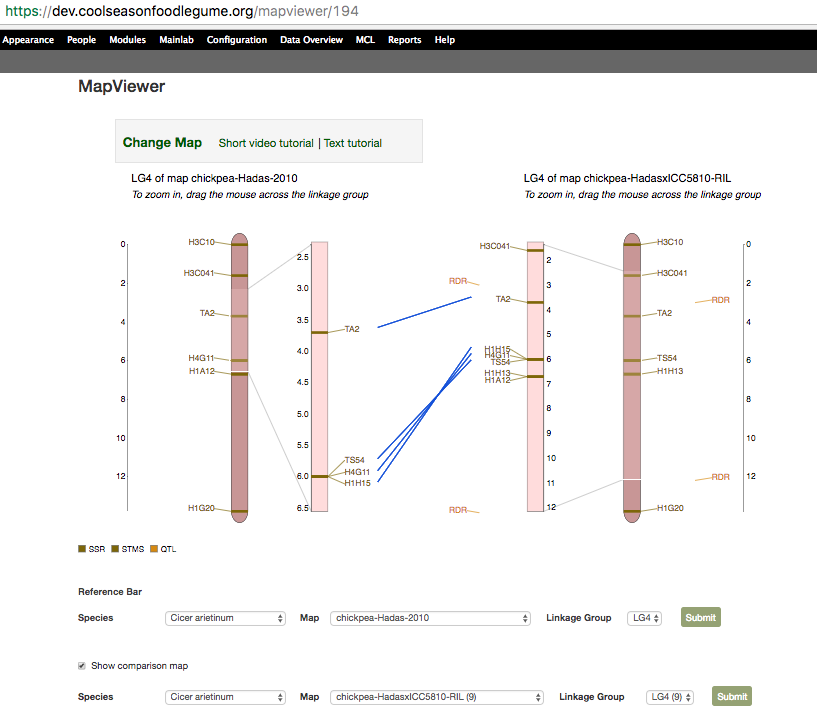 https://dev.coolseasonfoodlegume.org/mapviewer/194
Appearance People Modules Mainlab Configuration Data Overview MCL Reports Help
MapViewer
Change Map Short video tutorial | Text tutorial
LG4 of map chickpea-Hadas-2010
To zoom in, drag the mouse across the linkage group
LG4 of map chickpea-HadasxICC5810-RIL
To zoom in, drag the mouse across the linkage group
0
2
4
6
8
10
12
H3C10
H3C041
TA2
H4G11
H1A12
H1G20
2.5
3.0
3.5
4.0
4.5
5.0
5.5
6.0
6.5
TA2
TS54
H4G11
H1H15
H3C041
RDR
TA2
H1H15
H4G11
TS54
H1H13
H1A12
RDR
2
3
4
5
6
7
8
9
10
11
12
H3C10
H3C041
RDR
TA2
TS54
H1H13
RDR
H1G20
0
2
4
6
8
10
12
SSR STMS QTL
Reference Bar
Species Cicer arietinum Map chickpea-Hadas-2010 Linkage Group LG4 Submit
Show comparison map
Species Cicer arietinum Map chickpea-HadasxICC5810-RIL (9) Linkage Group LG4 (9) Submit